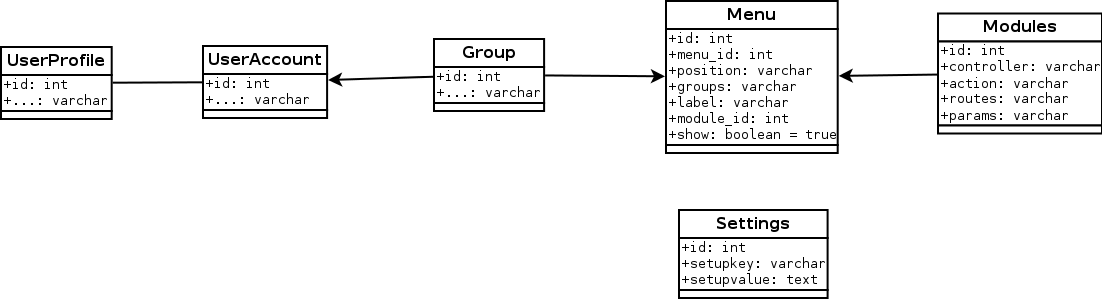 UserProfile
+id: int
+...: varchar
UserAccount
+id: int
+...: varchar
Group
+id: int
+...: varchar
Menu
+id: int
+menu_id: int
+position: varchar
+groups: varchar
+label: varchar
+module_id: int
+show: boolean = true
Modules
+id: int
+controller: varchar
+action: varchar
+routes: varchar
+params: varchar
Settings
+id: int
+setupkey: varchar
+setupvalue: text